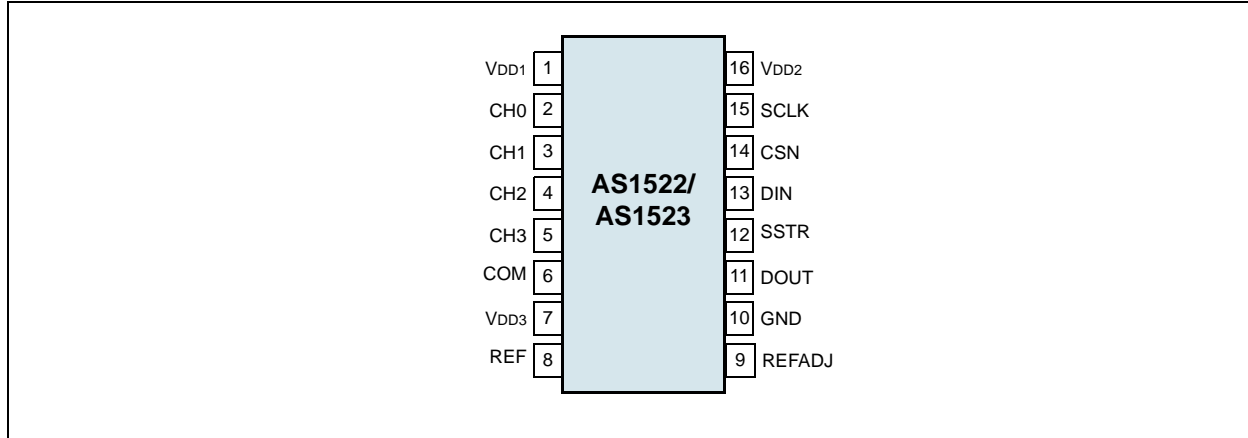 VDD1 1
CH0 2
CH1 3
CH2 4
CH3 5
COM 6
VDD3 7
REF 8
AS1522/
AS1523
16 VDD2
15 SCLK
14 CSN
13 DIN
12 SSTR
11 DOUT
10 GND
9 REFADJ